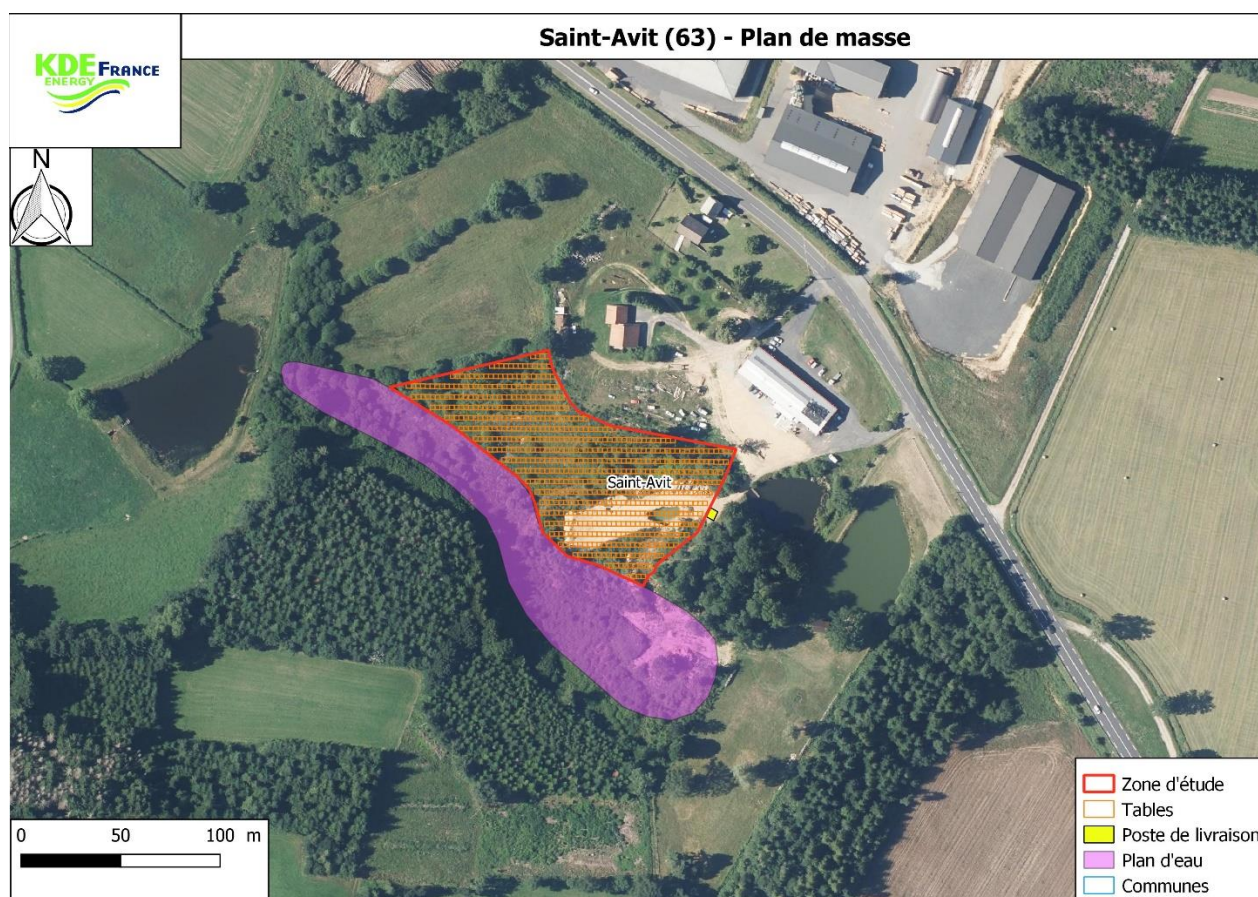 Saint-Avit (63) - Plan de masse
KDE FRANCE
ENERGY
N
Saint-Avit
0 50 100 m
Zone d'étude
Tables
Poste de livraison
Plan d'eau
Communes